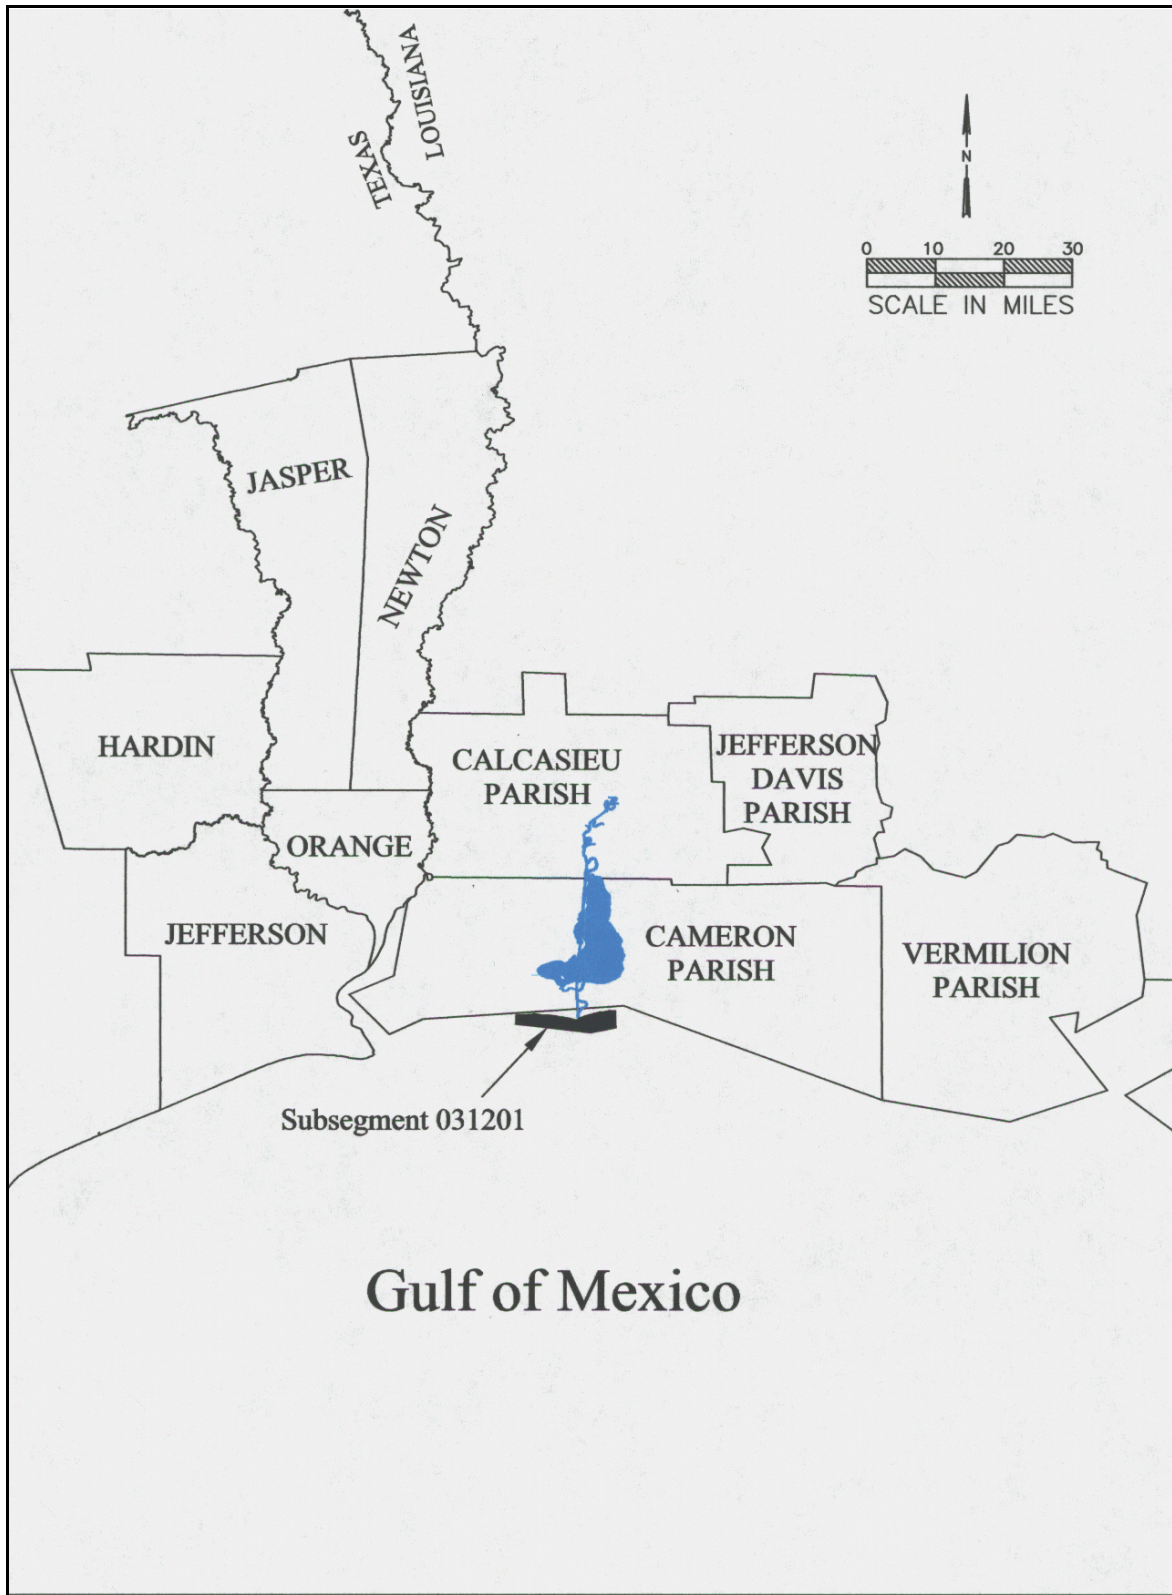 LOUISIANA
TEXAS
N
0 10 20 30
SCALE IN MILES
JASPER
NEWTON
HARDIN
CALCASIEU
PARISH
JEFFERSON
DAVIS
PARISH
ORANGE
JEFFERSON
CAMERON
PARISH
VERMILION
PARISH
Subsegment 031201
Gulf of Mexico